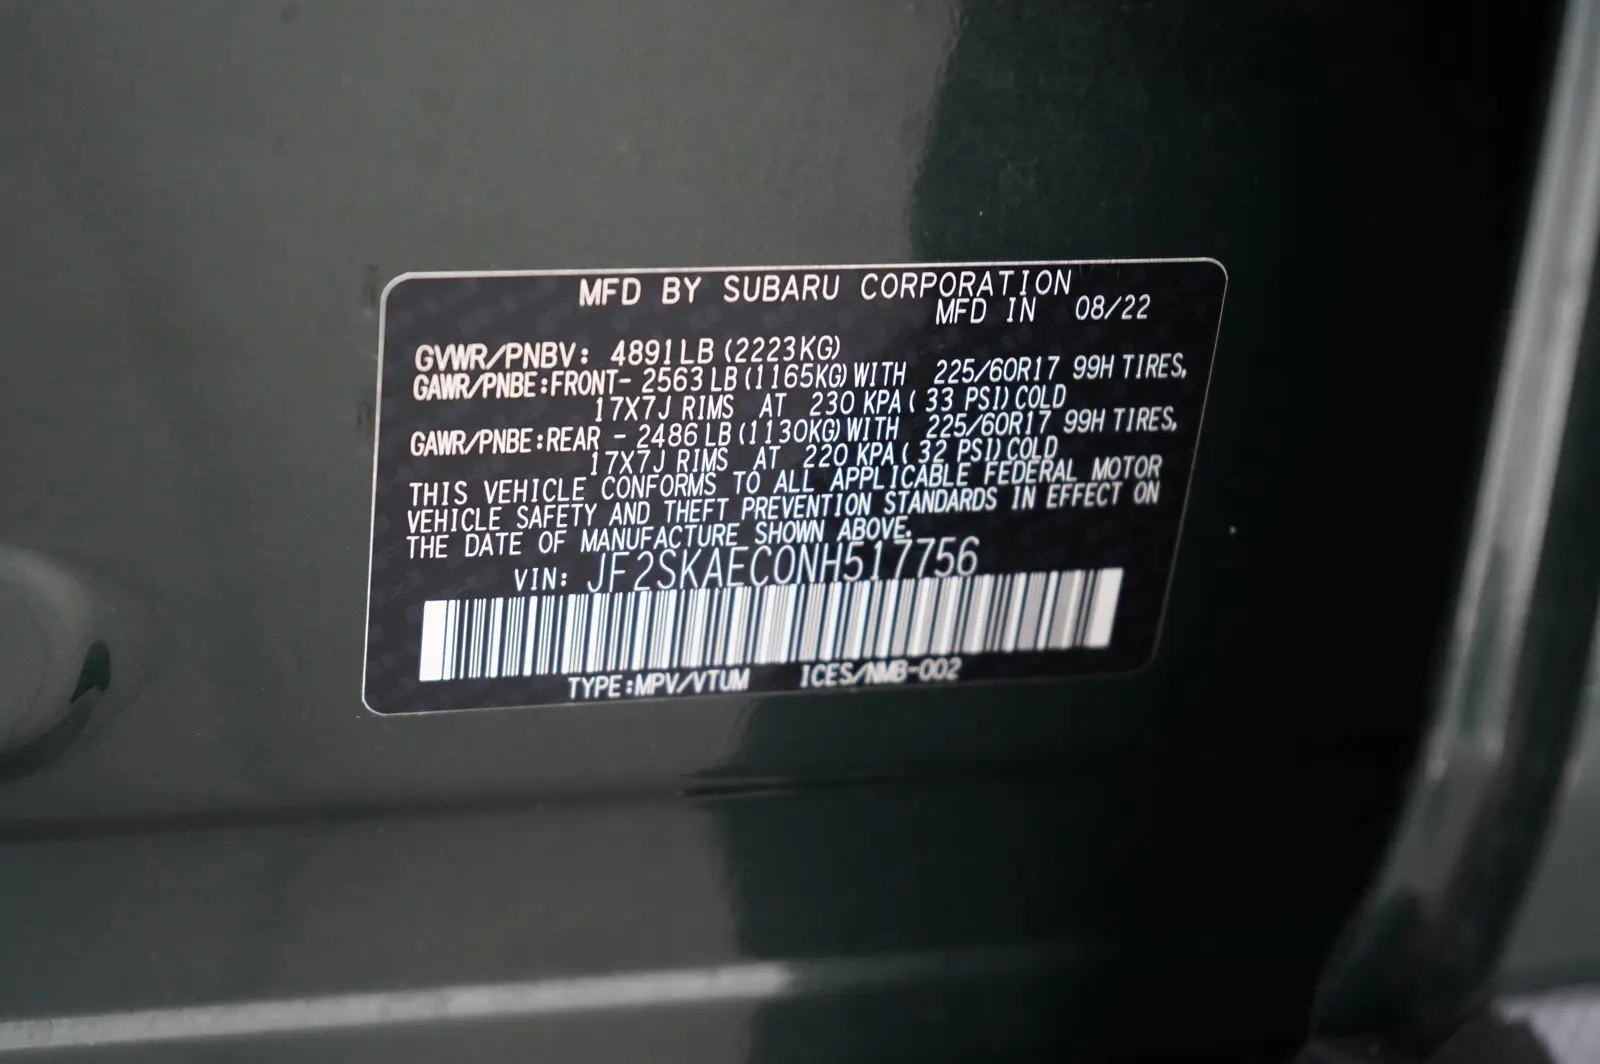 MFD BY SUBARU CORPORATION
MFD IN 08/22
GVWR/PNBV: 4891LB (2223KG)
GAWR/PNBE:FRONT- 2563LB(1165KG)WITH 225/60R17 99H TIRES,
17X7J RIMS AT 230 KPA( 33 PSI)COLD
GAWR/PNBE:REAR - 2486LB(1130KG)WITH 225/60R17 99H TIRES,
17X7J RIMS AT 220 KPA( 32 PSI)COLD
THIS VEHICLE CONFORMS TO ALL APPLICABLE FEDERAL MOTOR
VEHICLE SAFETY AND THEFT PREVENTION STANDARDS IN EFFECT ON
THE DATE OF MANUFACTURE SHOWN ABOVE.
VIN: JF2SKAEC0NH517756
TYPE:MPV/VTUM ICES/NMB-002